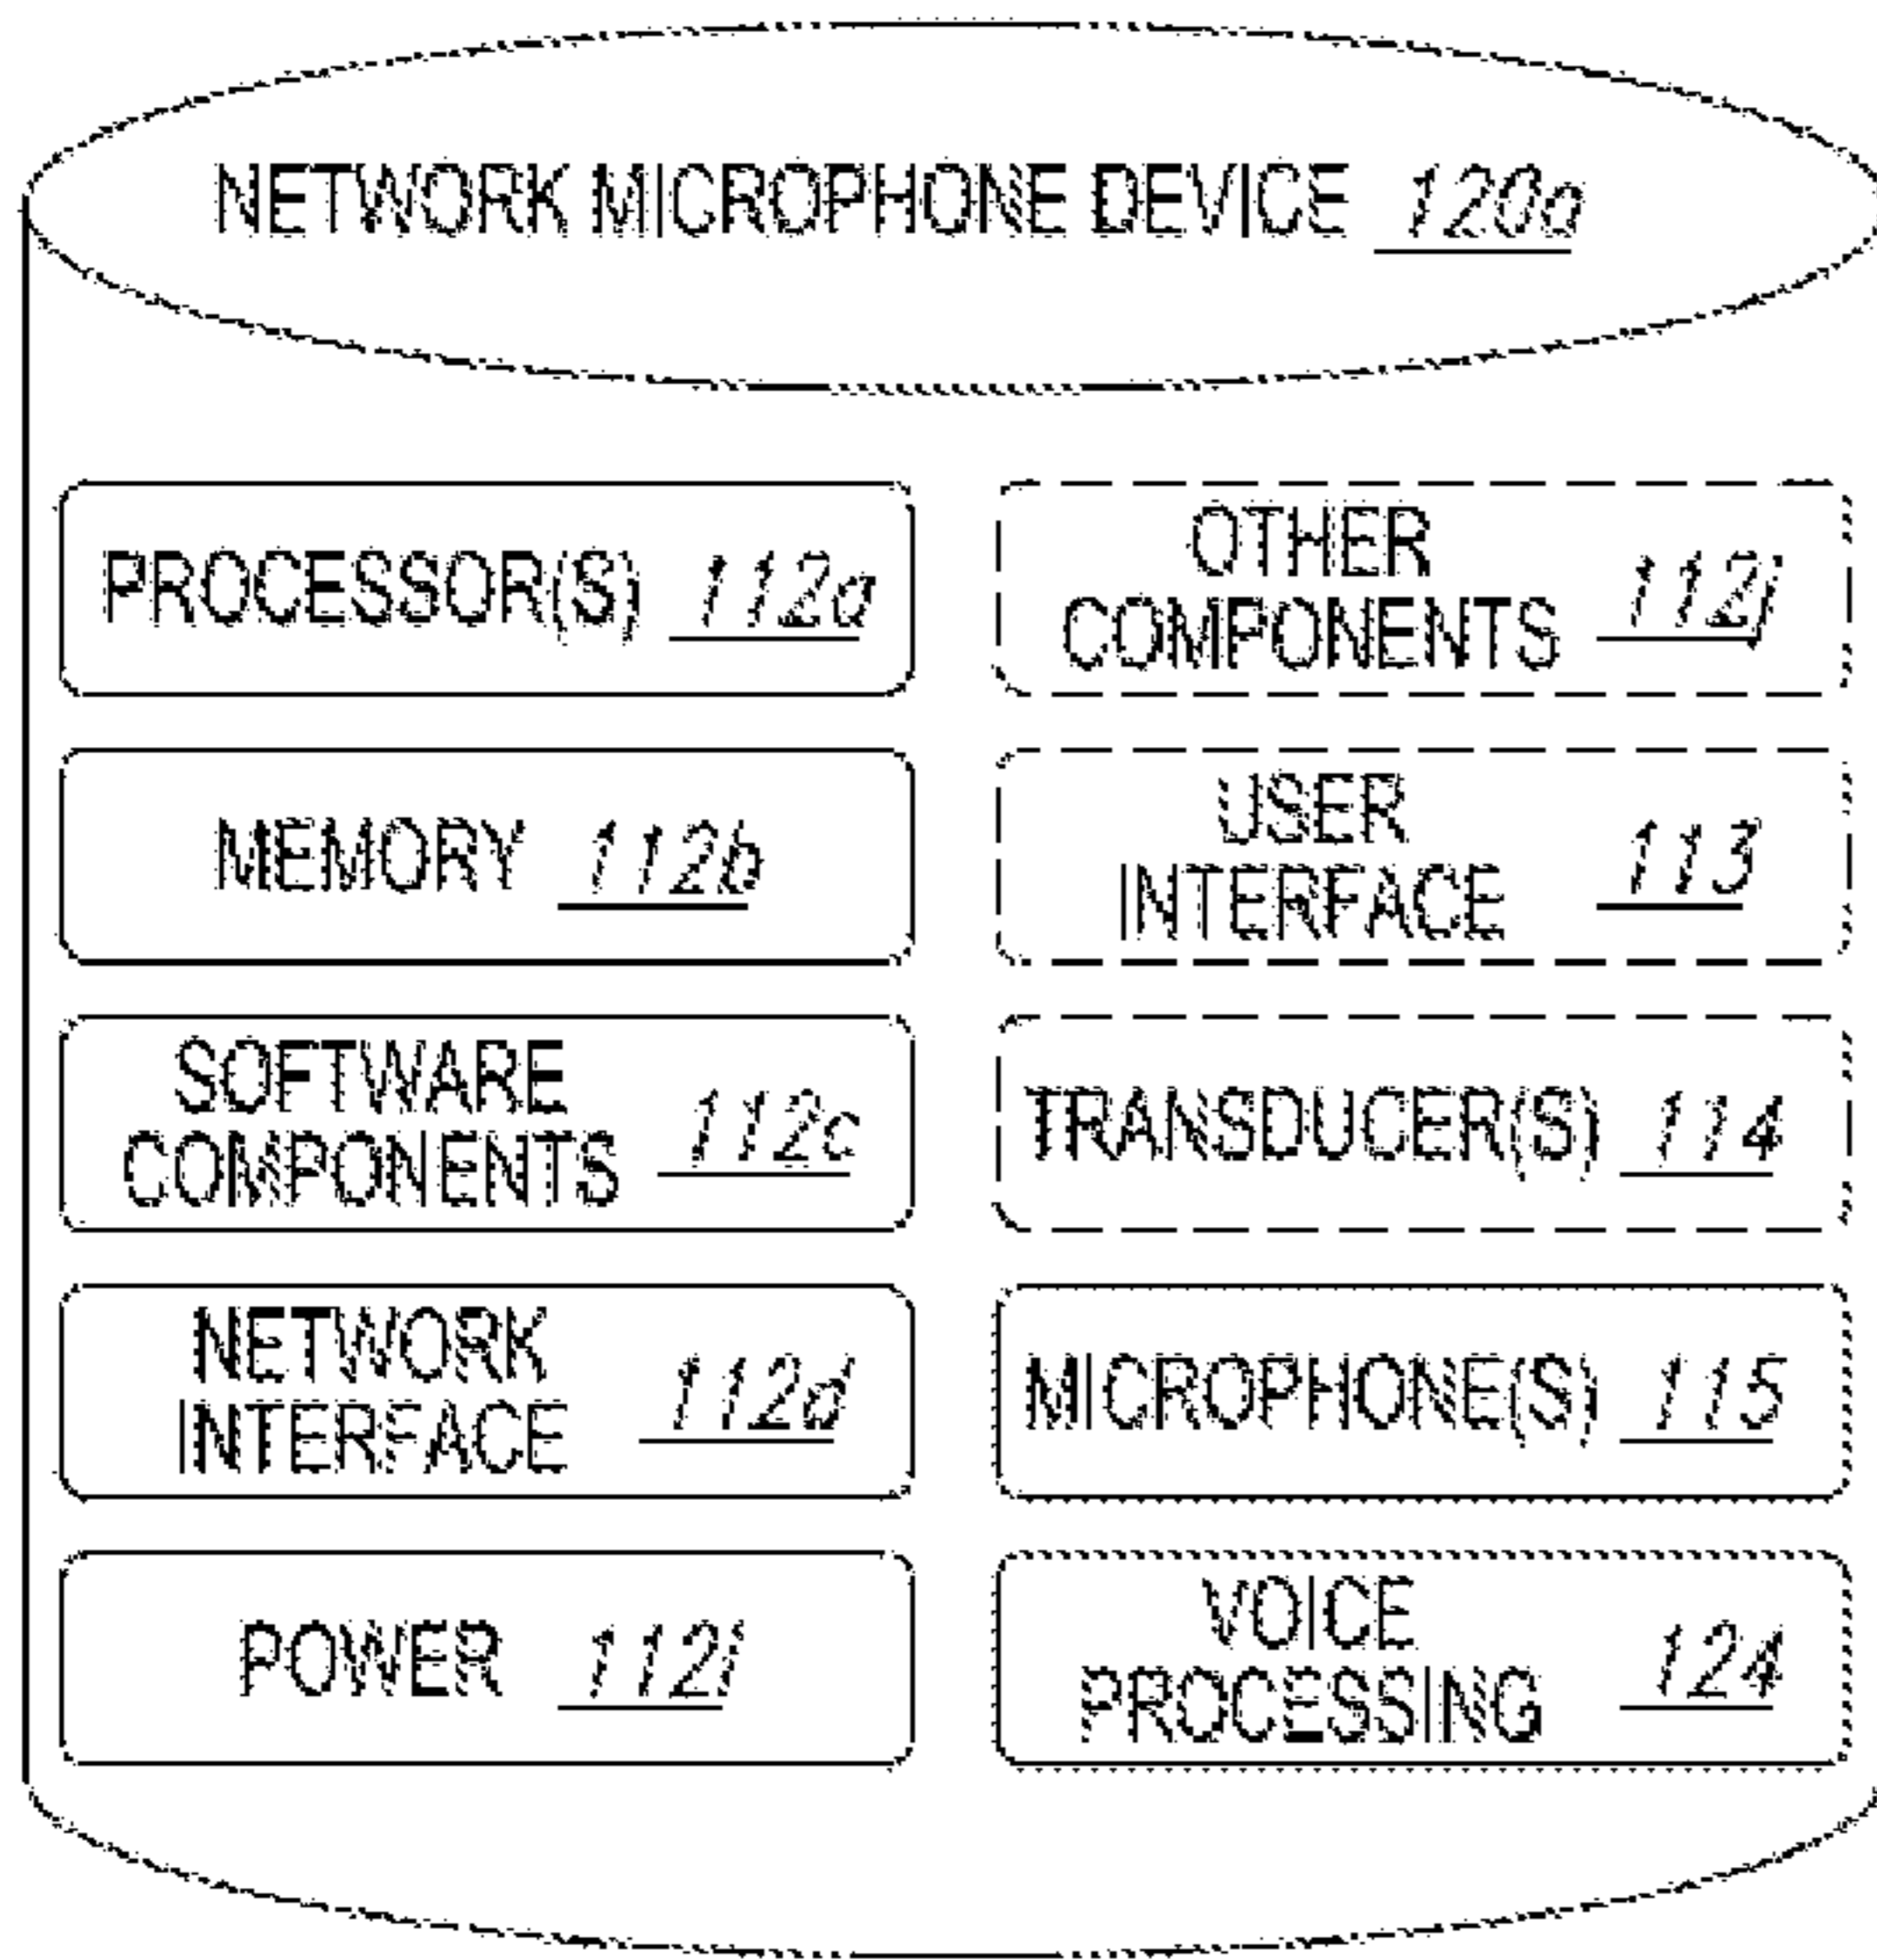 NETWORK MICROPHONE DEVICE 120a
PROCESSOR(S) 112a
MEMORY 112b
SOFTWARE
COMPONENTS 112c
NETWORK
INTERFACE 112d
POWER 112i
OTHER
COMPONENTS 112j
USER
INTERFACE 113
TRANSDUCER(S) 114
MICROPHONE(S) 115
VOICE
PROCESSING 124